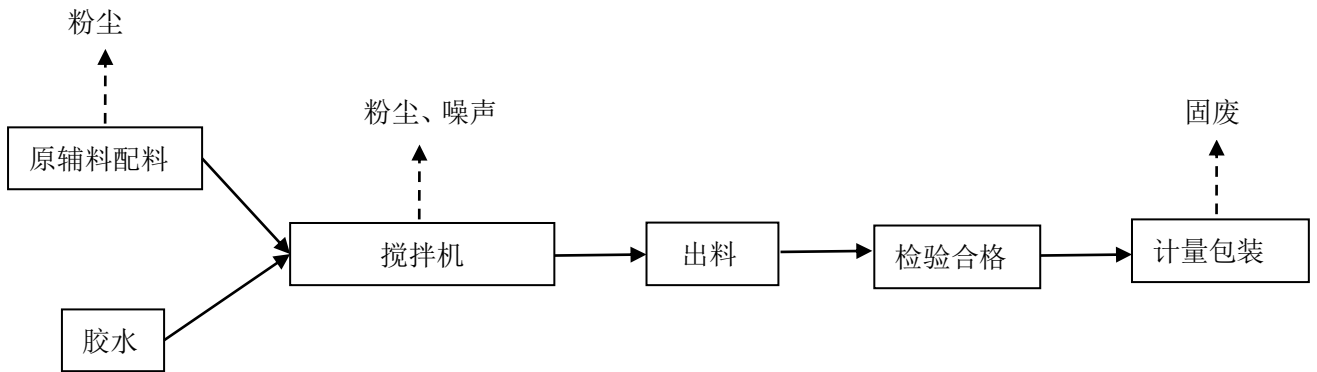 粉尘
粉尘、噪声
固废
原辅料配料
搅拌机
出料
检验合格
计量包装
胶水